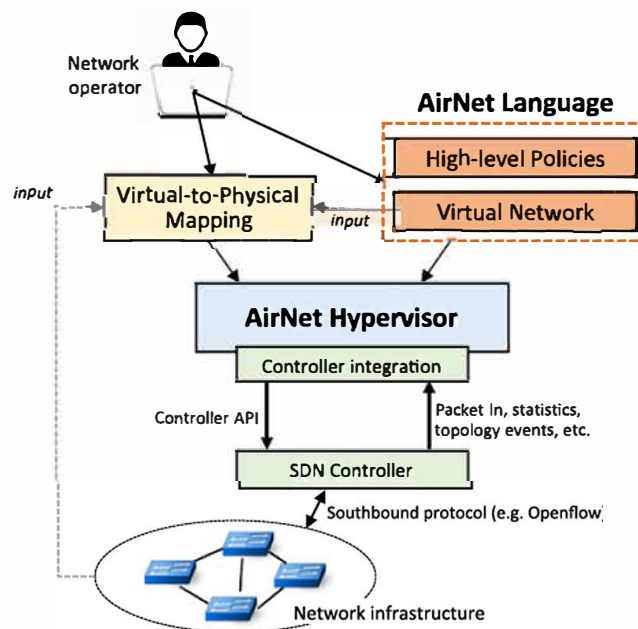 Network
operator
AirNet Language
High-level Policies
input
Virtual-to-Physical
Mapping
input
Virtual Network
AirNet Hypervisor
Controller integration
Controller API
Packet In, statistics,
topology events, etc.
SDN Controller
Southbound protocol (e.g. Openflow)
Network infrastructure